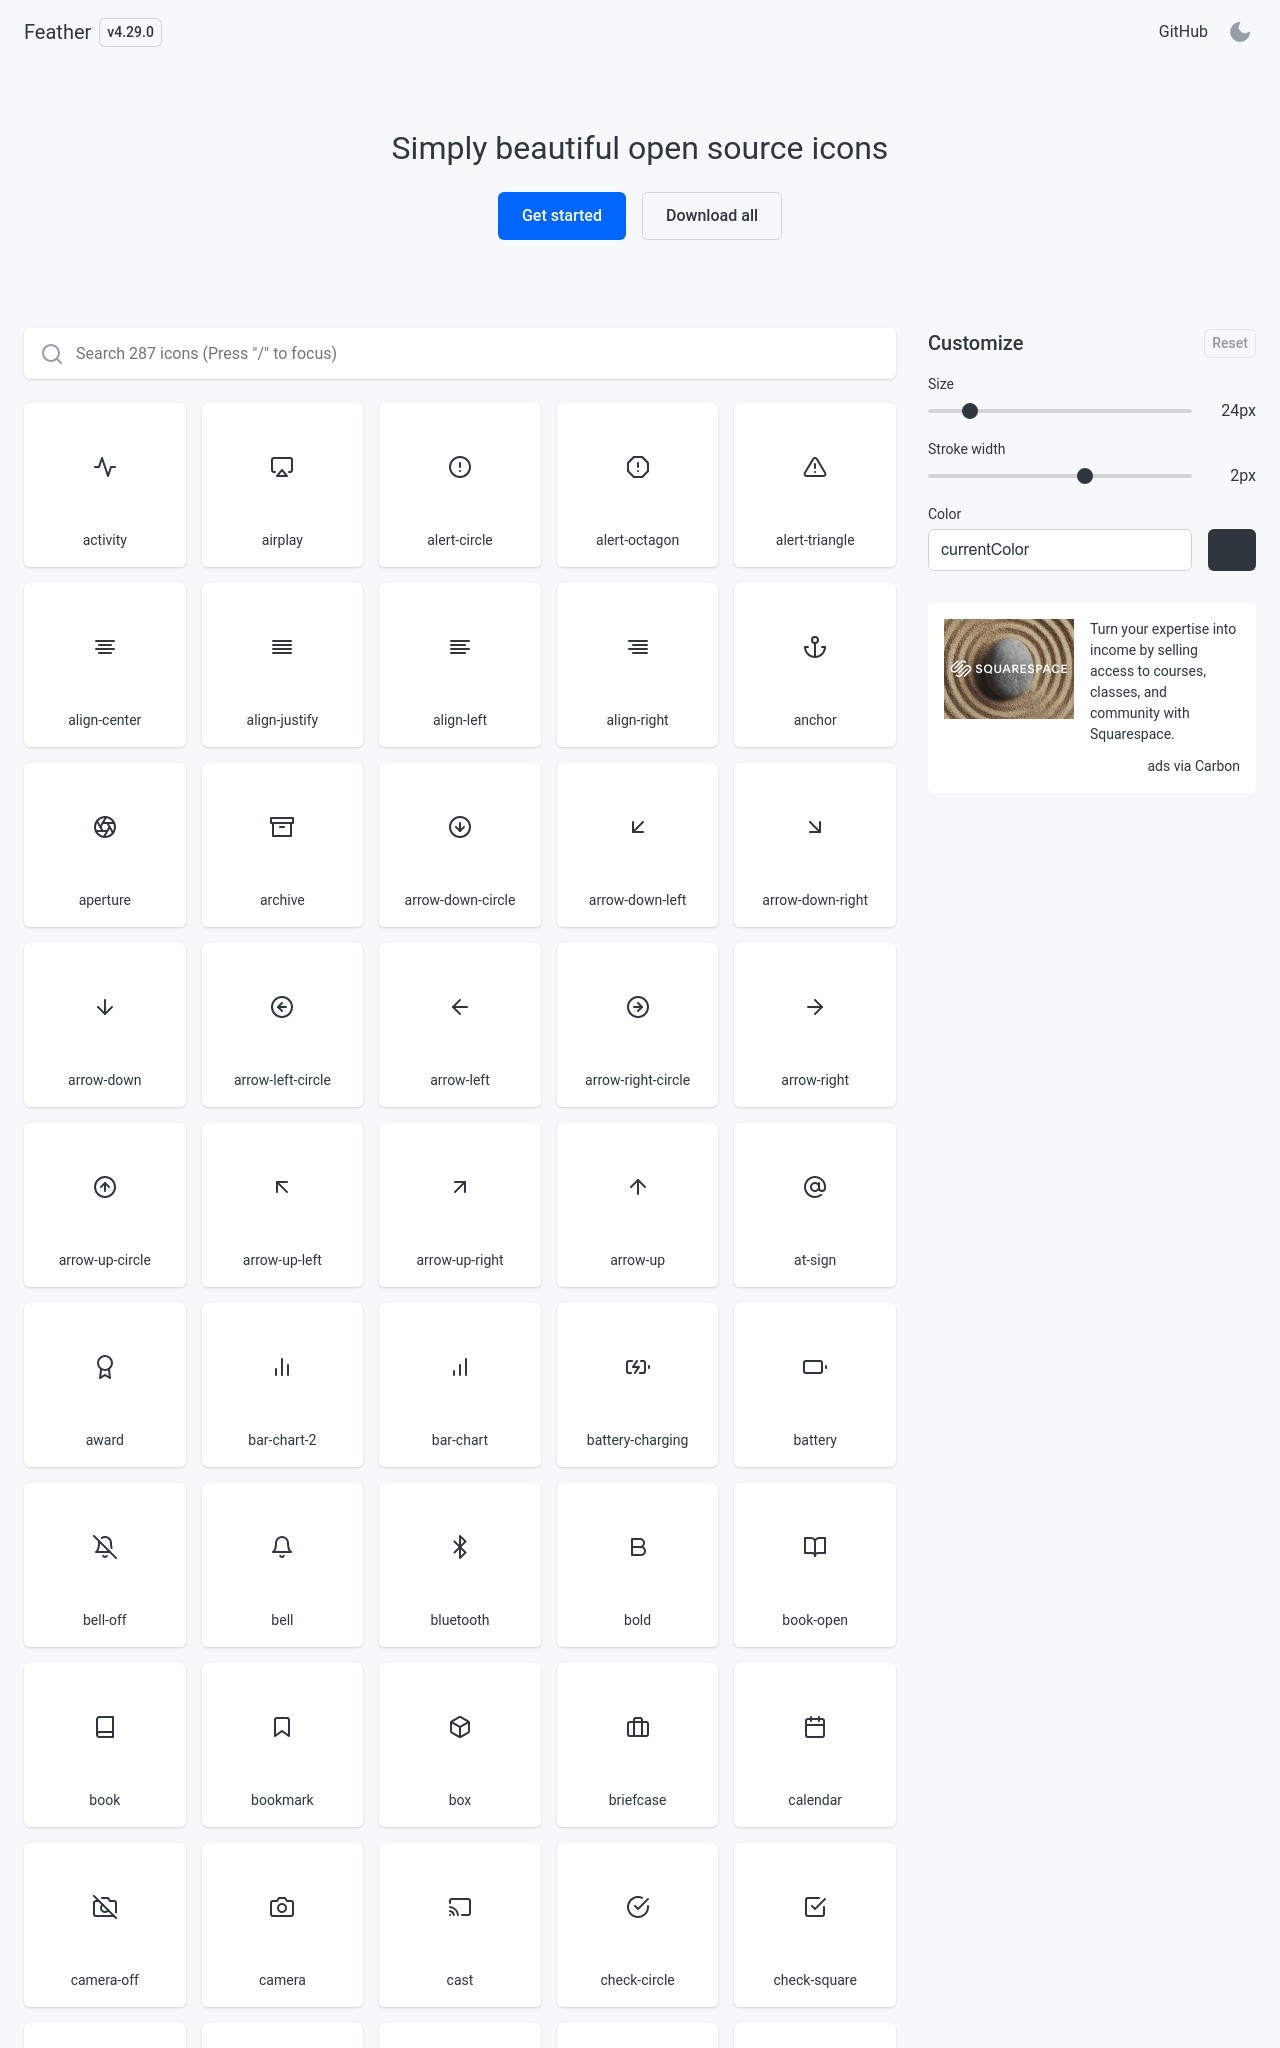 Feather v4.29.0
GitHub
Simply beautiful open source icons
Get started
Download all
Search 287 icons (Press "/" to focus)
Customize
Reset
Size
24px
Stroke width
2px
Color
currentColor
SQUARESPACE
Turn your expertise into
income by selling
access to courses,
classes, and
community with
Squarespace.
ads via Carbon
activity
airplay
alert-circle
alert-octagon
alert-triangle
align-center
align-justify
align-left
align-right
anchor
aperture
archive
arrow-down-circle
arrow-down-left
arrow-down-right
arrow-down
arrow-left-circle
arrow-left
arrow-right-circle
arrow-right
arrow-up-circle
arrow-up-left
arrow-up-right
arrow-up
at-sign
award
bar-chart-2
bar-chart
battery-charging
battery
bell-off
bell
bluetooth
bold
book-open
book
bookmark
box
briefcase
calendar
camera-off
camera
cast
check-circle
check-square